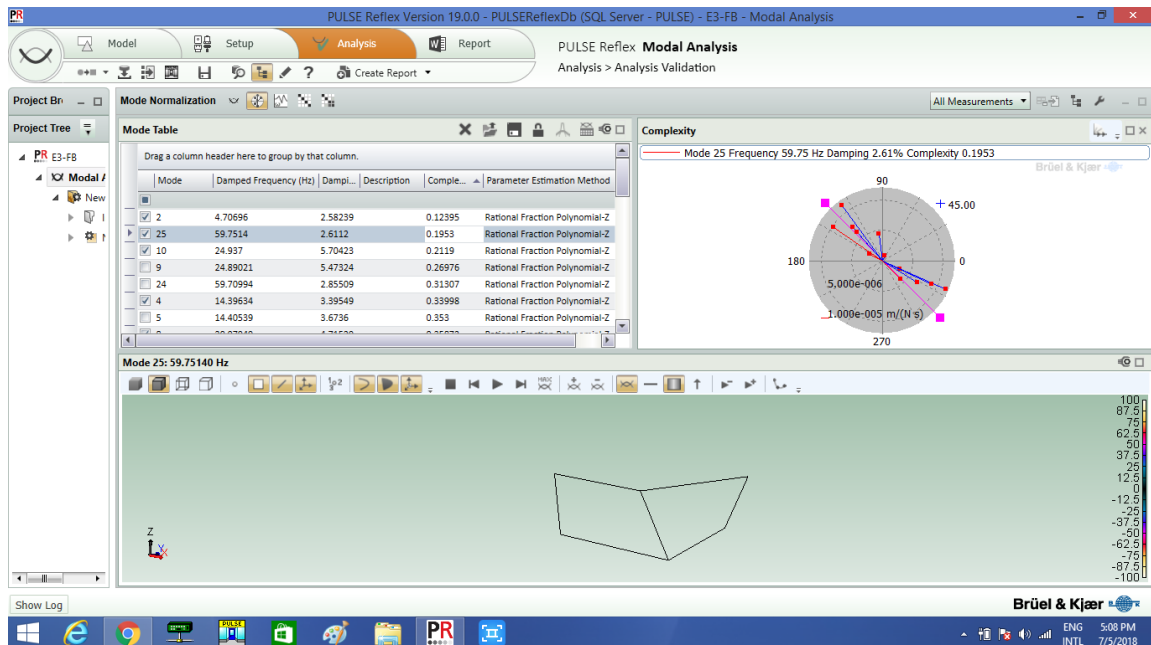 PR
PULSE Reflex Version 19.0.0 - PULSEReflexDb (SQL Server - PULSE) - E3-FB - Modal Analysis
Model Setup Analysis Report
PULSE Reflex Modal Analysis
Create Report
Analysis > Analysis Validation
Project Br
Mode Normalization
All Measurements
Project Tree
Mode Table
Complexity
PR E3-FB
Modal
New
Drag a column header here to group by that column.
Mode Damped Frequency (Hz) Dampi... Description Comple... Parameter Estimation Method
2 4.70696 2.58239 0.12395 Rational Fraction Polynomial-Z
25 59.7514 2.6112 0.1953 Rational Fraction Polynomial-Z
10 24.937 5.70423 0.2119 Rational Fraction Polynomial-Z
9 24.89021 5.47324 0.26976 Rational Fraction Polynomial-Z
24 59.70994 2.85509 0.31307 Rational Fraction Polynomial-Z
4 14.39634 3.39549 0.33998 Rational Fraction Polynomial-Z
5 14.40539 3.6736 0.353 Rational Fraction Polynomial-Z
Mode 25 Frequency 59.75 Hz Damping 2.61% Complexity 0.1953
Brüel & Kjær
90
+ 45.00
180
0
5.000e-006
1.000e-005 m/(N s)
270
Mode 25: 59.75140 Hz
100
87.5
75
62.5
50
37.5
25
12.5
0
-12.5
-25
-37.5
-50
-62.5
-75
-87.5
-100
Z
Y
X
Show Log
Brüel & Kjær
PULSE
PR
ENG 5:08 PM
INTL 7/5/2018